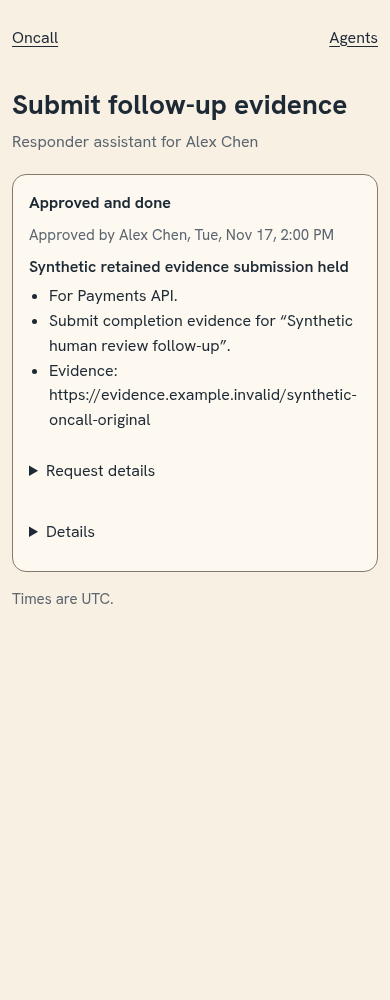 Oncall
Agents
Submit follow-up evidence
Responder assistant for Alex Chen
Approved and done
Approved by Alex Chen, Tue, Nov 17, 2:00 PM
Synthetic retained evidence submission held
• For Payments API.
• Submit completion evidence for “Synthetic
human review follow-up”.
• Evidence:
https://evidence.example.invalid/synthetic-
oncall-original
Request details
Details
Times are UTC.